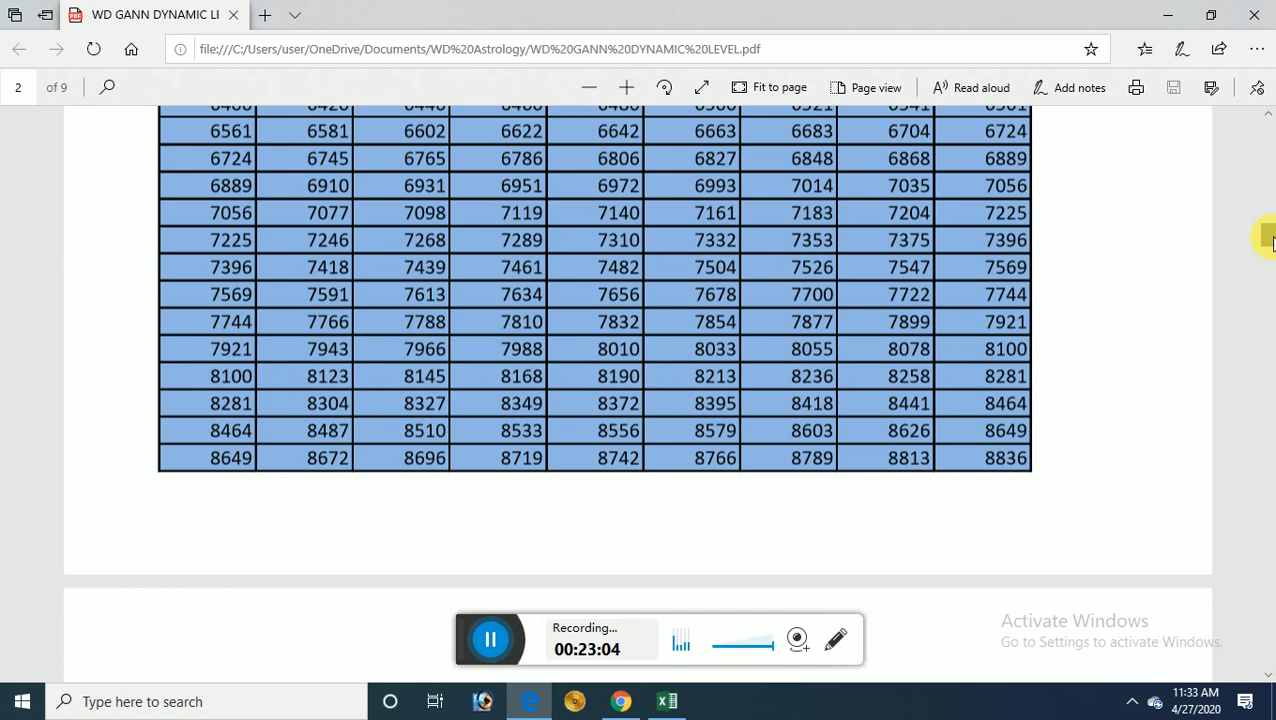 WD GANN DYNAMIC LE
file:///C:/Users/user/OneDrive/Documents/WD%20Astrology/WD%20GANN%20DYNAMIC%20LEVEL.pdf
2 of 9 Fit to page Page view Read aloud Add notes
6561 6581 6602 6622 6642 6663 6683 6704 6724
6724 6745 6765 6786 6806 6827 6848 6868 6889
6889 6910 6931 6951 6972 6993 7014 7035 7056
7056 7077 7098 7119 7140 7161 7183 7204 7225
7225 7246 7268 7289 7310 7332 7353 7375 7396
7396 7418 7439 7461 7482 7504 7526 7547 7569
7569 7591 7613 7634 7656 7678 7700 7722 7744
7744 7766 7788 7810 7832 7854 7877 7899 7921
7921 7943 7966 7988 8010 8033 8055 8078 8100
8100 8123 8145 8168 8190 8213 8236 8258 8281
8281 8304 8327 8349 8372 8395 8418 8441 8464
8464 8487 8510 8533 8556 8579 8603 8626 8649
8649 8672 8696 8719 8742 8766 8789 8813 8836
Recording...
00:23:04
Activate Windows
Go to Settings to activate Windows.
Type here to search
11:33 AM
4/27/2020